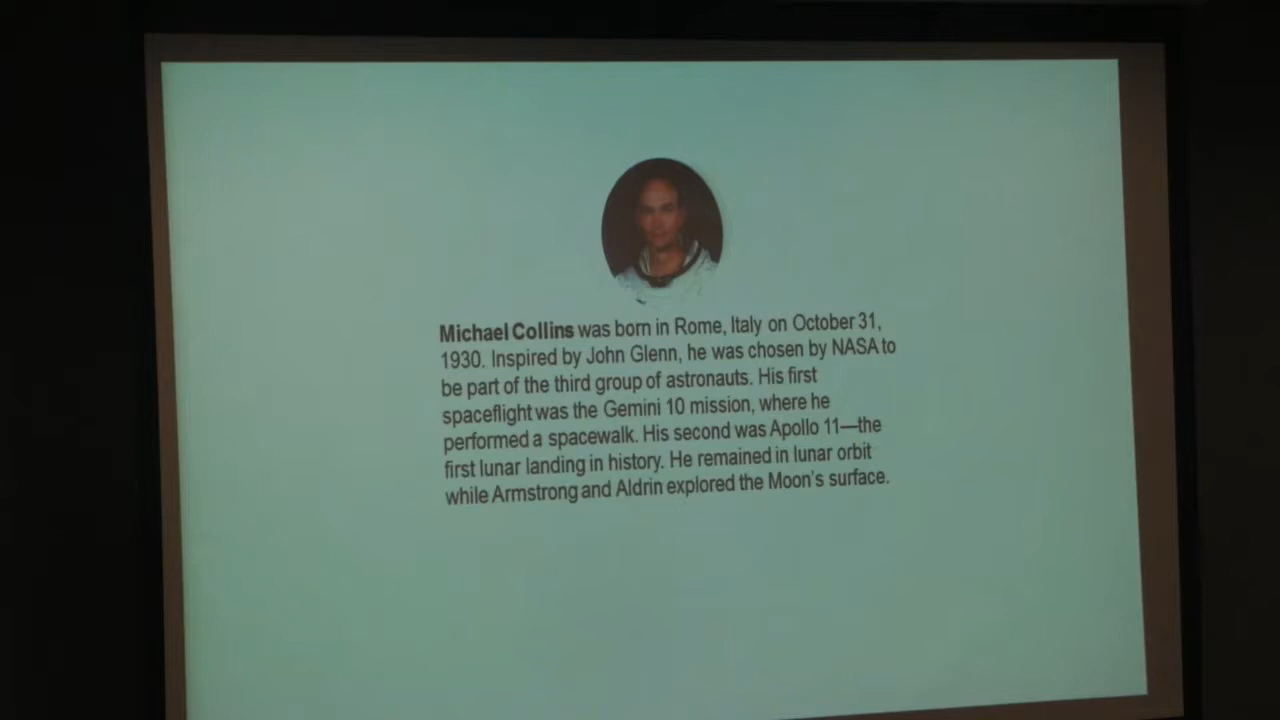 Michael Collins was born in Rome, Italy on October 31,
1930. Inspired by John Glenn, he was chosen by NASA to
be part of the third group of astronauts. His first
spaceflight was the Gemini 10 mission, where he
performed a spacewalk. His second was Apollo 11—the
first lunar landing in history. He remained in lunar orbit
while Armstrong and Aldrin explored the Moon's surface.